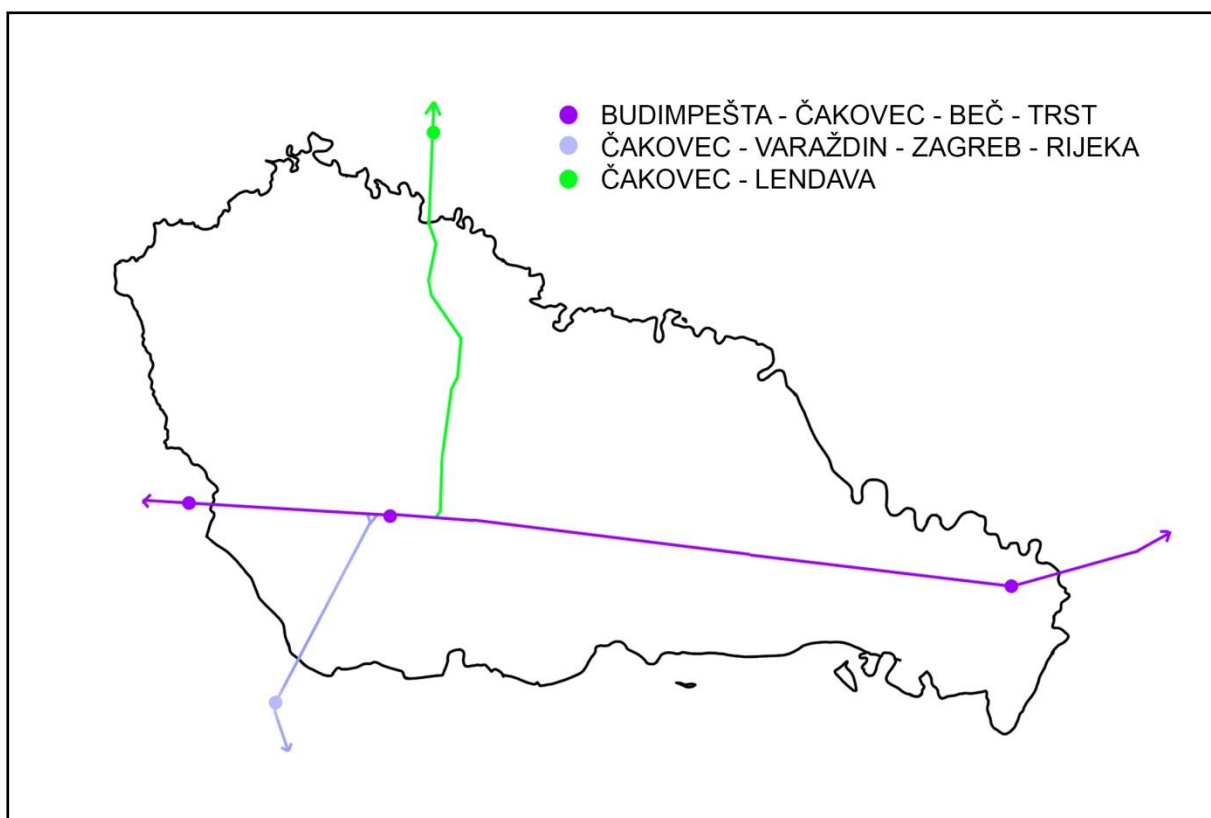 BUDIMPEŠTA - ČAKOVEC - BEČ - TRST
ČAKOVEC - VARAŽDIN - ZAGREB - RIJEKA
ČAKOVEC - LENDAVA